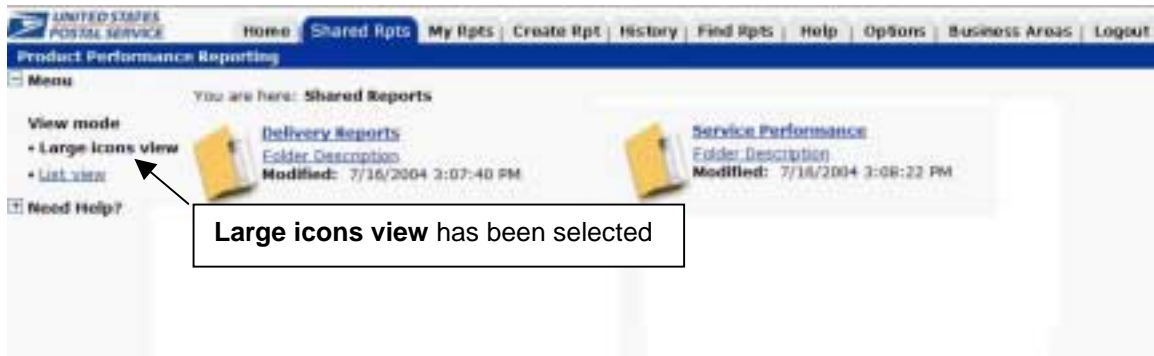 UNITED STATES
POSTAL SERVICE
Home Shared Rpts My Rpts Create Rpt History Find Rpts Help Options Business Areas Logout
Product Performance Reporting
Menu
You are here: Shared Reports
View mode
• Large icons view
• List view
Need Help?
Delivery Reports
Folder Description
Modified: 7/16/2004 3:07:40 PM
Service Performance
Folder Description
Modified: 7/16/2004 3:08:22 PM
Large icons view has been selected